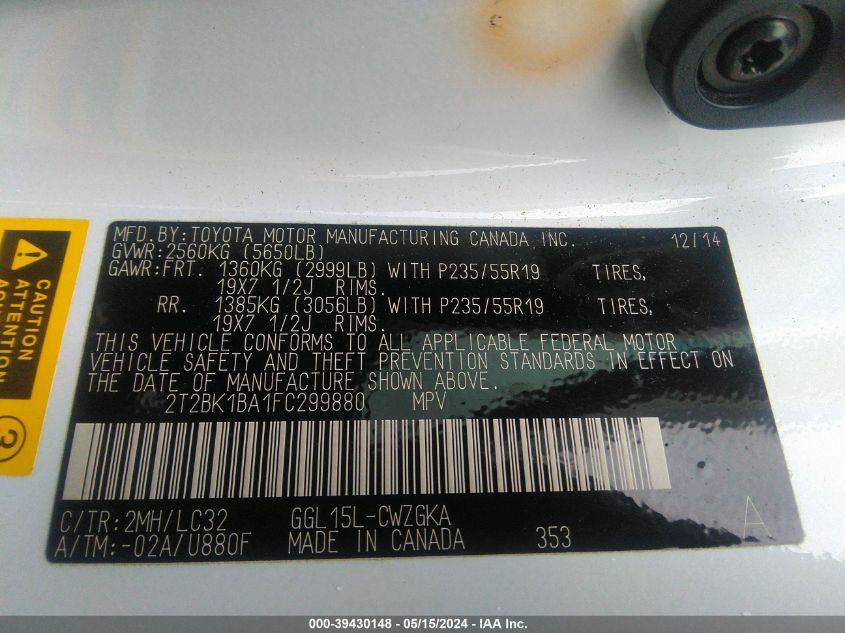 MFD.BY:TOYOTA MOTOR MANUFACTURING CANADA INC. 12/14
GVWR:2560KG (5650LB)
GAWR:FRT. 1360KG (2999LB) WITH P235/55R19 TIRES,
19X7 1/2J RIMS.
RR. 1385KG (3056LB) WITH P235/55R19 TIRES,
19X7 1/2J RIMS.
THIS VEHICLE CONFORMS TO ALL APPLICABLE FEDERAL MOTOR
VEHICLE SAFETY AND THEFT PREVENTION STANDARDS IN EFFECT ON
THE DATE OF MANUFACTURE SHOWN ABOVE.
2T2BK1BA1FC299880 MPV
C/TR:2MH/LC32 GGL15L-CWZGKA A
A/TM:-02A/U880F MADE IN CANADA 353
CAUTION
ATTENTION
3
000-39430148 - 05/15/2024 - IAA Inc.